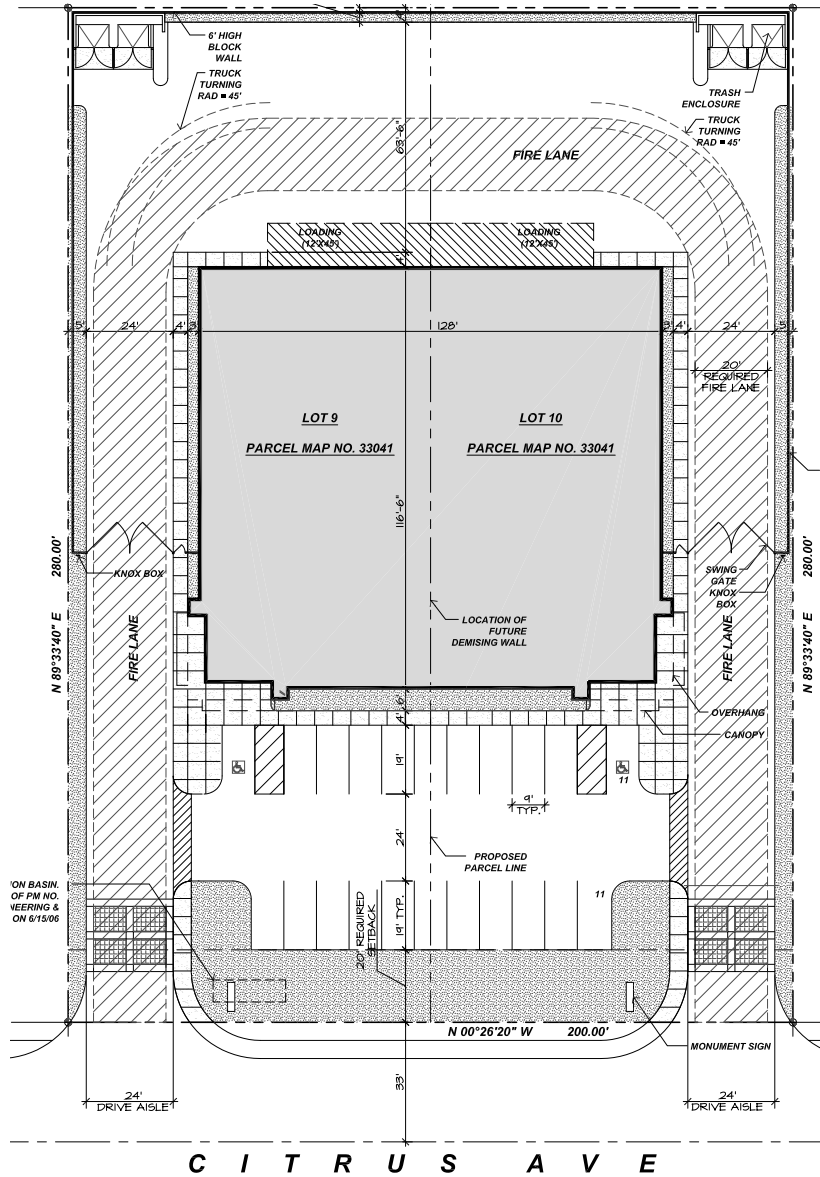 4'
6' HIGH
BLOCK
WALL
TRUCK
TURNING
RAD = 45'
TRASH
ENCLOSURE
TRUCK
TURNING
RAD = 45'
63'-6"
FIRE LANE
LOADING
(12'X45')
LOADING
(12'X45')
4'
5'
24'
4'
3'
128'
3'
4'
24'
5'
20'
REQUIRED
FIRE LANE
LOT 9
PARCEL MAP NO. 33041
LOT 10
PARCEL MAP NO. 33041
116'-6"
N 89°33'40" E 280.00'
KNOX BOX
FIRE LANE
LOCATION OF
FUTURE
DEMISING WALL
SWING
GATE
KNOX
BOX
FIRE LANE
N 89°33'40" E 280.00'
6'
4'
OVERHANG
CANOPY
19'
11
9'
TYP.
24'
PROPOSED
PARCEL LINE
ION BASIN.
OF PM NO.
NEERING &
ON 6/15/06
20' REQUIRED
SETBACK
19' TYP.
11
N 00°26'20" W 200.00'
MONUMENT SIGN
33'
24'
DRIVE AISLE
24'
DRIVE AISLE
CITRUS AVE